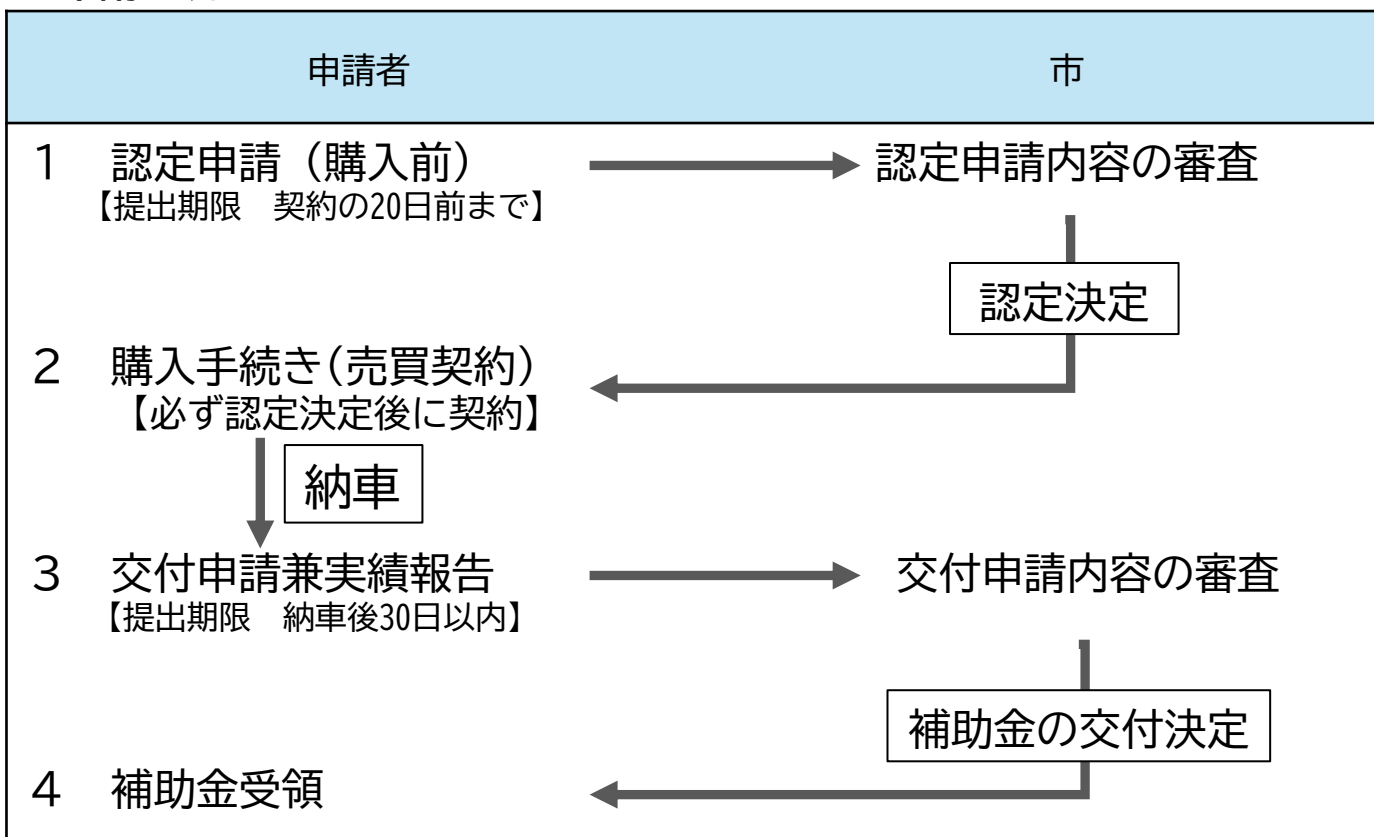 申請者 市
1 認定申請（購入前） 認定申請内容の審査
【提出期限 契約の20日前まで】
認定決定
2 購入手続き(売買契約)
【必ず認定決定後に契約】
納車
3 交付申請兼実績報告 交付申請内容の審査
【提出期限 納車後30日以内】
補助金の交付決定
4 補助金受領